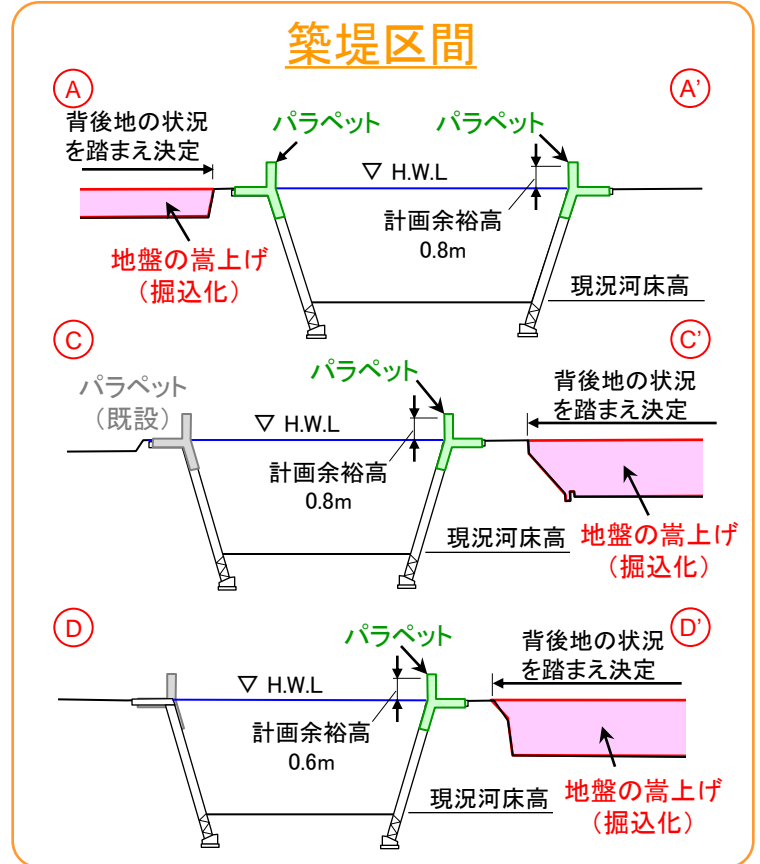 築堤区間
A
A'
背後地の状況
を踏まえ決定
パラペット
パラペット
▽ H.W.L
計画余裕高
0.8m
地盤の嵩上げ
（掘込化）
現況河床高
C
C'
パラペット
（既設）
パラペット
▽ H.W.L
計画余裕高
0.8m
背後地の状況
を踏まえ決定
現況河床高
地盤の嵩上げ
（掘込化）
D
D'
パラペット
▽ H.W.L
計画余裕高
0.6m
背後地の状況
を踏まえ決定
現況河床高
地盤の嵩上げ
（掘込化）